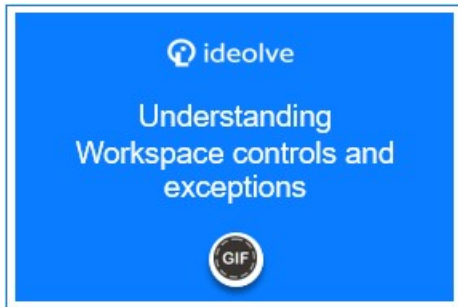 ideolve
Understanding
Workspace controls and
exceptions
GIF